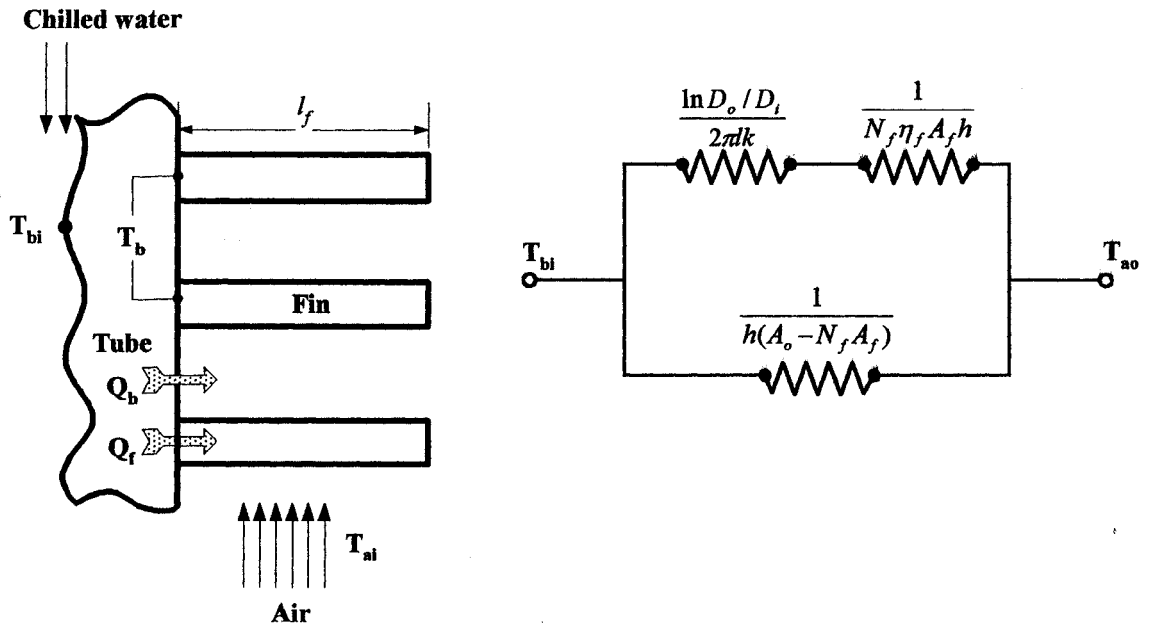 Chilled water
l_f
T_bi
T_b
Fin
Tube
Q_b
Q_f
T_ai
Air
ln D_o / D_i
2πlk
1
N_f η_f A_f h
T_bi
T_ao
1
h(A_o − N_f A_f)